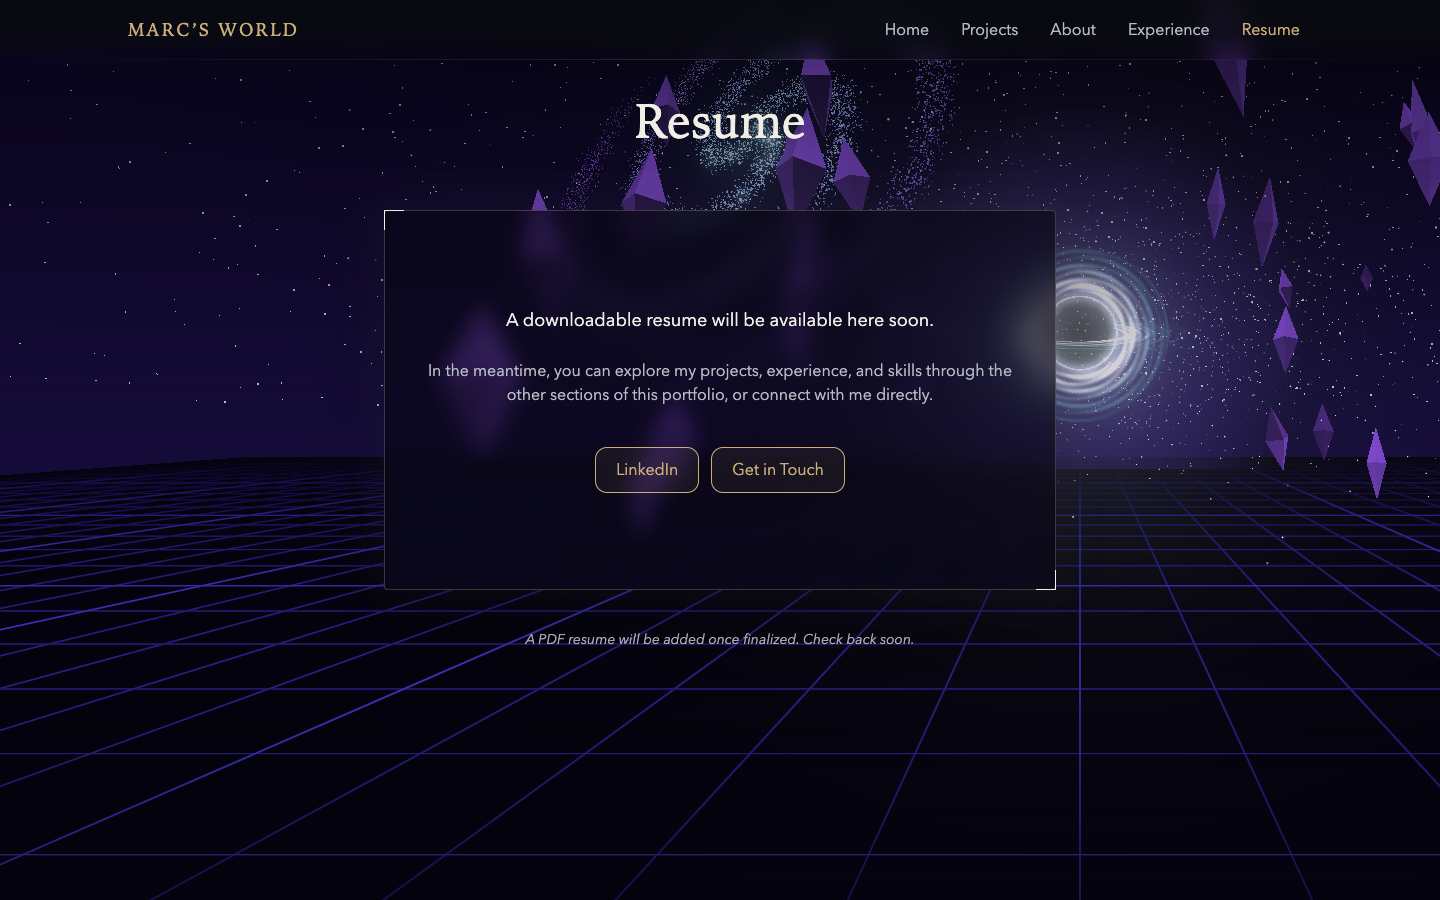 MARC'S WORLD
Home Projects About Experience Resume
Resume
A downloadable resume will be available here soon.
In the meantime, you can explore my projects, experience, and skills through the
other sections of this portfolio, or connect with me directly.
LinkedIn Get in Touch
A PDF resume will be added once finalized. Check back soon.